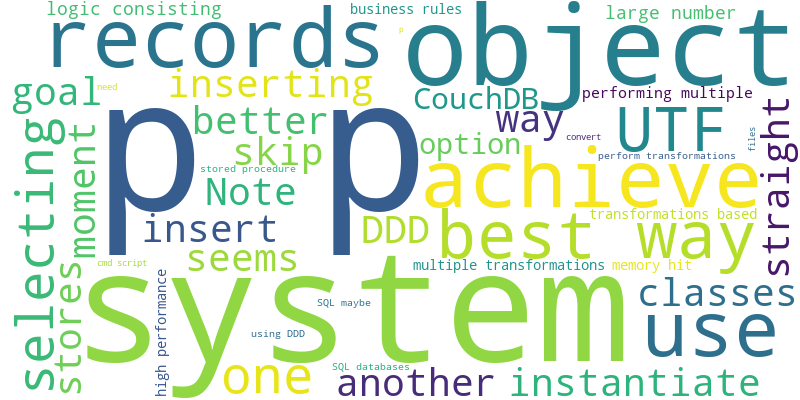 logic consisting
business rules
large number
records
p
object
goal
need
inserting
CouchDB
performing multiple
p p
better
way
UTF
straight
skip
option
convert
files
perform transformations
selecting
moment
stored procedure
achieve
Note
insert
DDD
best
transformations based
way
seems
stores
cmd script
multiple transformations
memory hit
system
high performance
SQL maybe
classes
using DDD
use
one
SQL databases
another
instantiate